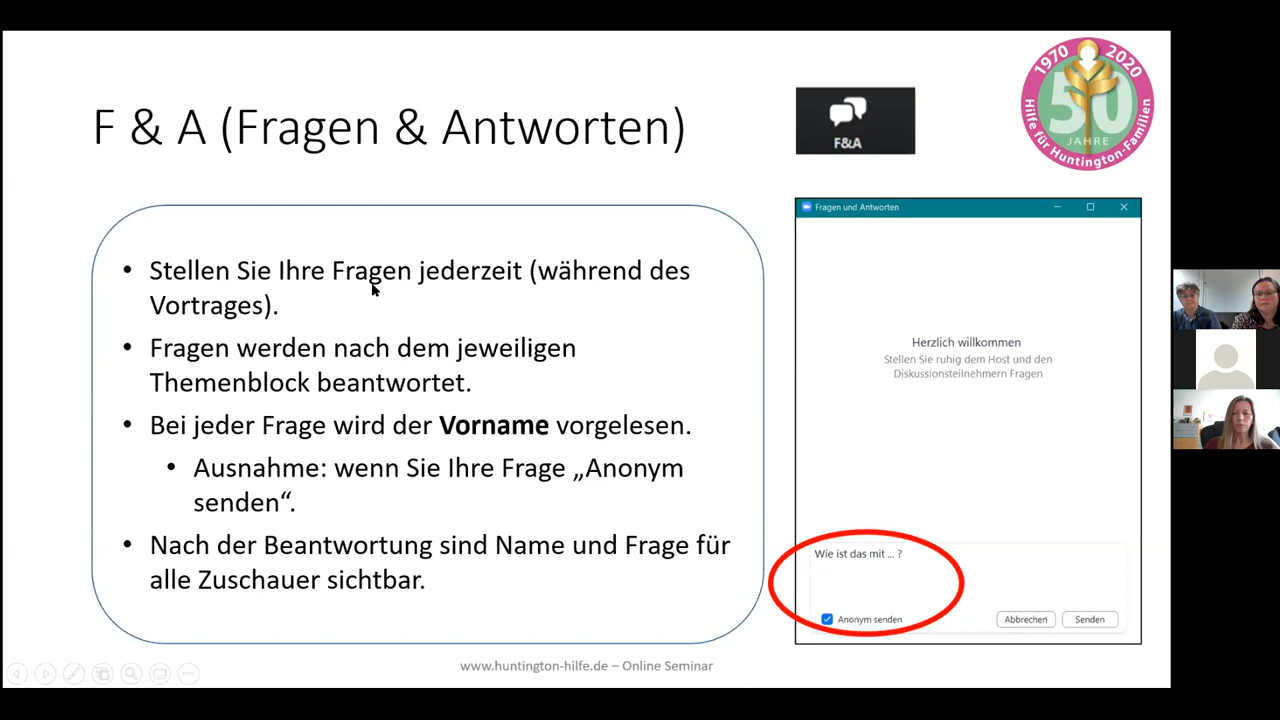 F & A (Fragen & Antworten)
F&A
1970 2020
50
JAHRE
Hilfe für Huntington-Familien
• Stellen Sie Ihre Fragen jederzeit (während des
Vortrages).
• Fragen werden nach dem jeweiligen
Themenblock beantwortet.
• Bei jeder Frage wird der Vorname vorgelesen.
• Ausnahme: wenn Sie Ihre Frage „Anonym
senden“.
• Nach der Beantwortung sind Name und Frage für
alle Zuschauer sichtbar.
Fragen und Antworten
Herzlich willkommen
Stellen Sie ruhig dem Host und den
Diskussionsteilnehmern Fragen
Wie ist das mit ... ?
Anonym senden
Abbrechen
Senden
www.huntington-hilfe.de – Online Seminar